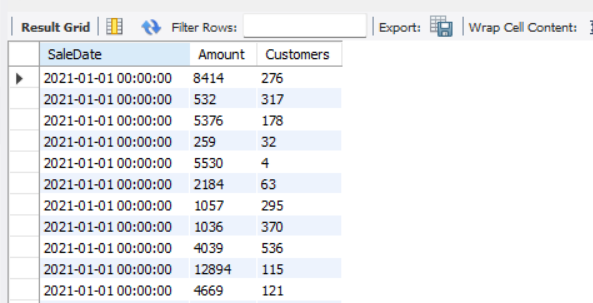 Result Grid Filter Rows: Export: Wrap Cell Content:
SaleDate Amount Customers
2021-01-01 00:00:00 8414 276
2021-01-01 00:00:00 532 317
2021-01-01 00:00:00 5376 178
2021-01-01 00:00:00 259 32
2021-01-01 00:00:00 5530 4
2021-01-01 00:00:00 2184 63
2021-01-01 00:00:00 1057 295
2021-01-01 00:00:00 1036 370
2021-01-01 00:00:00 4039 536
2021-01-01 00:00:00 12894 115
2021-01-01 00:00:00 4669 121